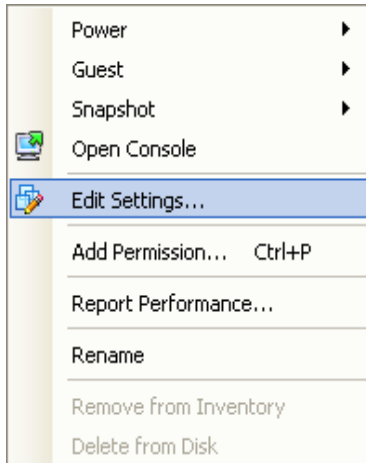 Power
Guest
Snapshot
Open Console
Edit Settings...
Add Permission... Ctrl+P
Report Performance...
Rename
Remove from Inventory
Delete from Disk